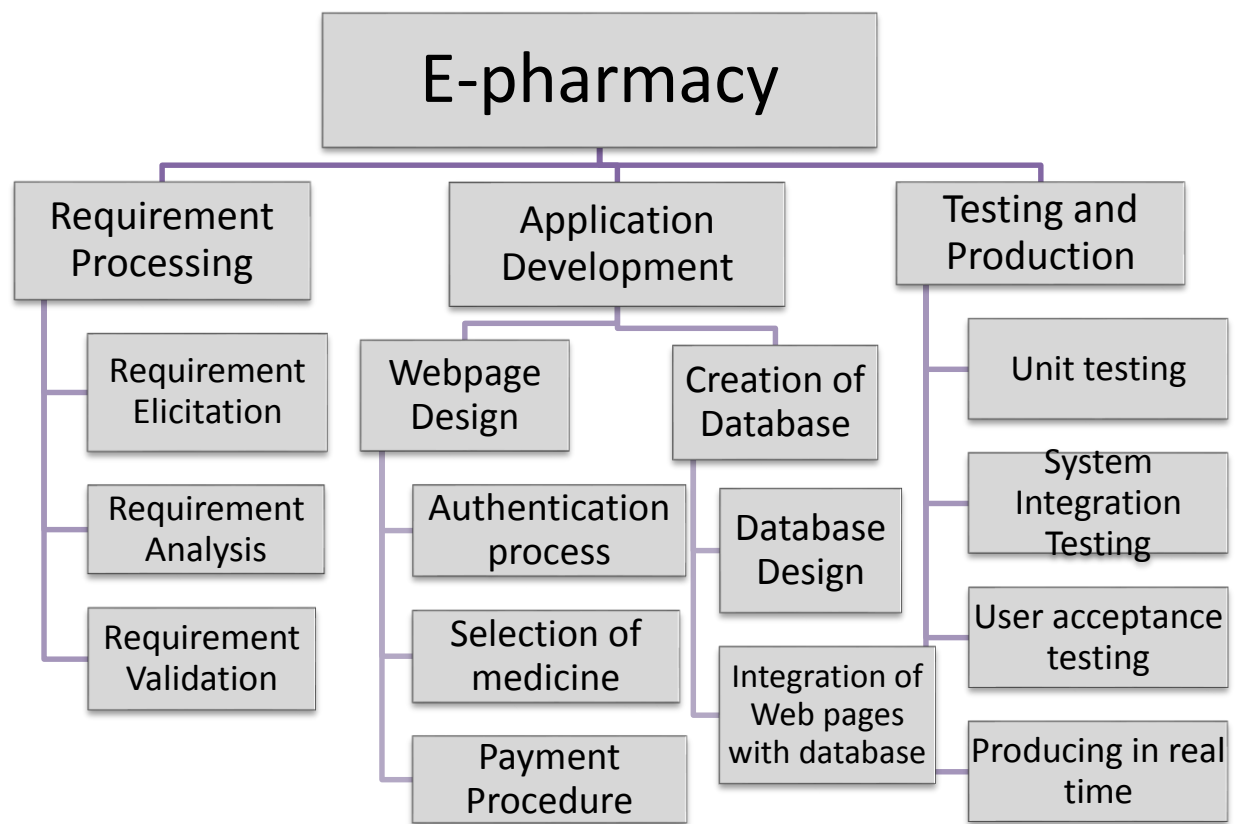 E-pharmacy
Requirement
Processing
Requirement
Elicitation
Requirement
Analysis
Requirement
Validation
Application
Development
Webpage
Design
Authentication
process
Selection of
medicine
Payment
Procedure
Creation of
Database
Database
Design
Integration of
Web pages
with database
Testing and
Production
Unit testing
System
Integration
Testing
User acceptance
testing
Producing in real
time